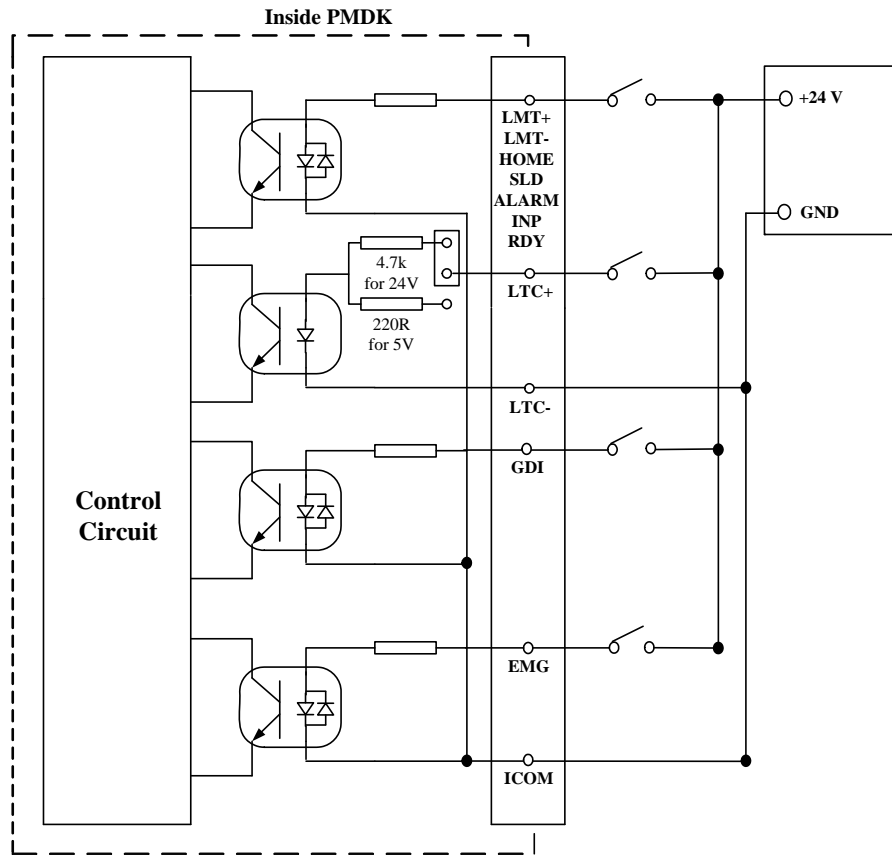 Inside PMDK
+24 V
LMT+
LMT-
HOME
SLD
ALARM
INP
RDY
GND
4.7k
for 24V
LTC+
220R
for 5V
LTC-
GDI
Control
Circuit
EMG
ICOM